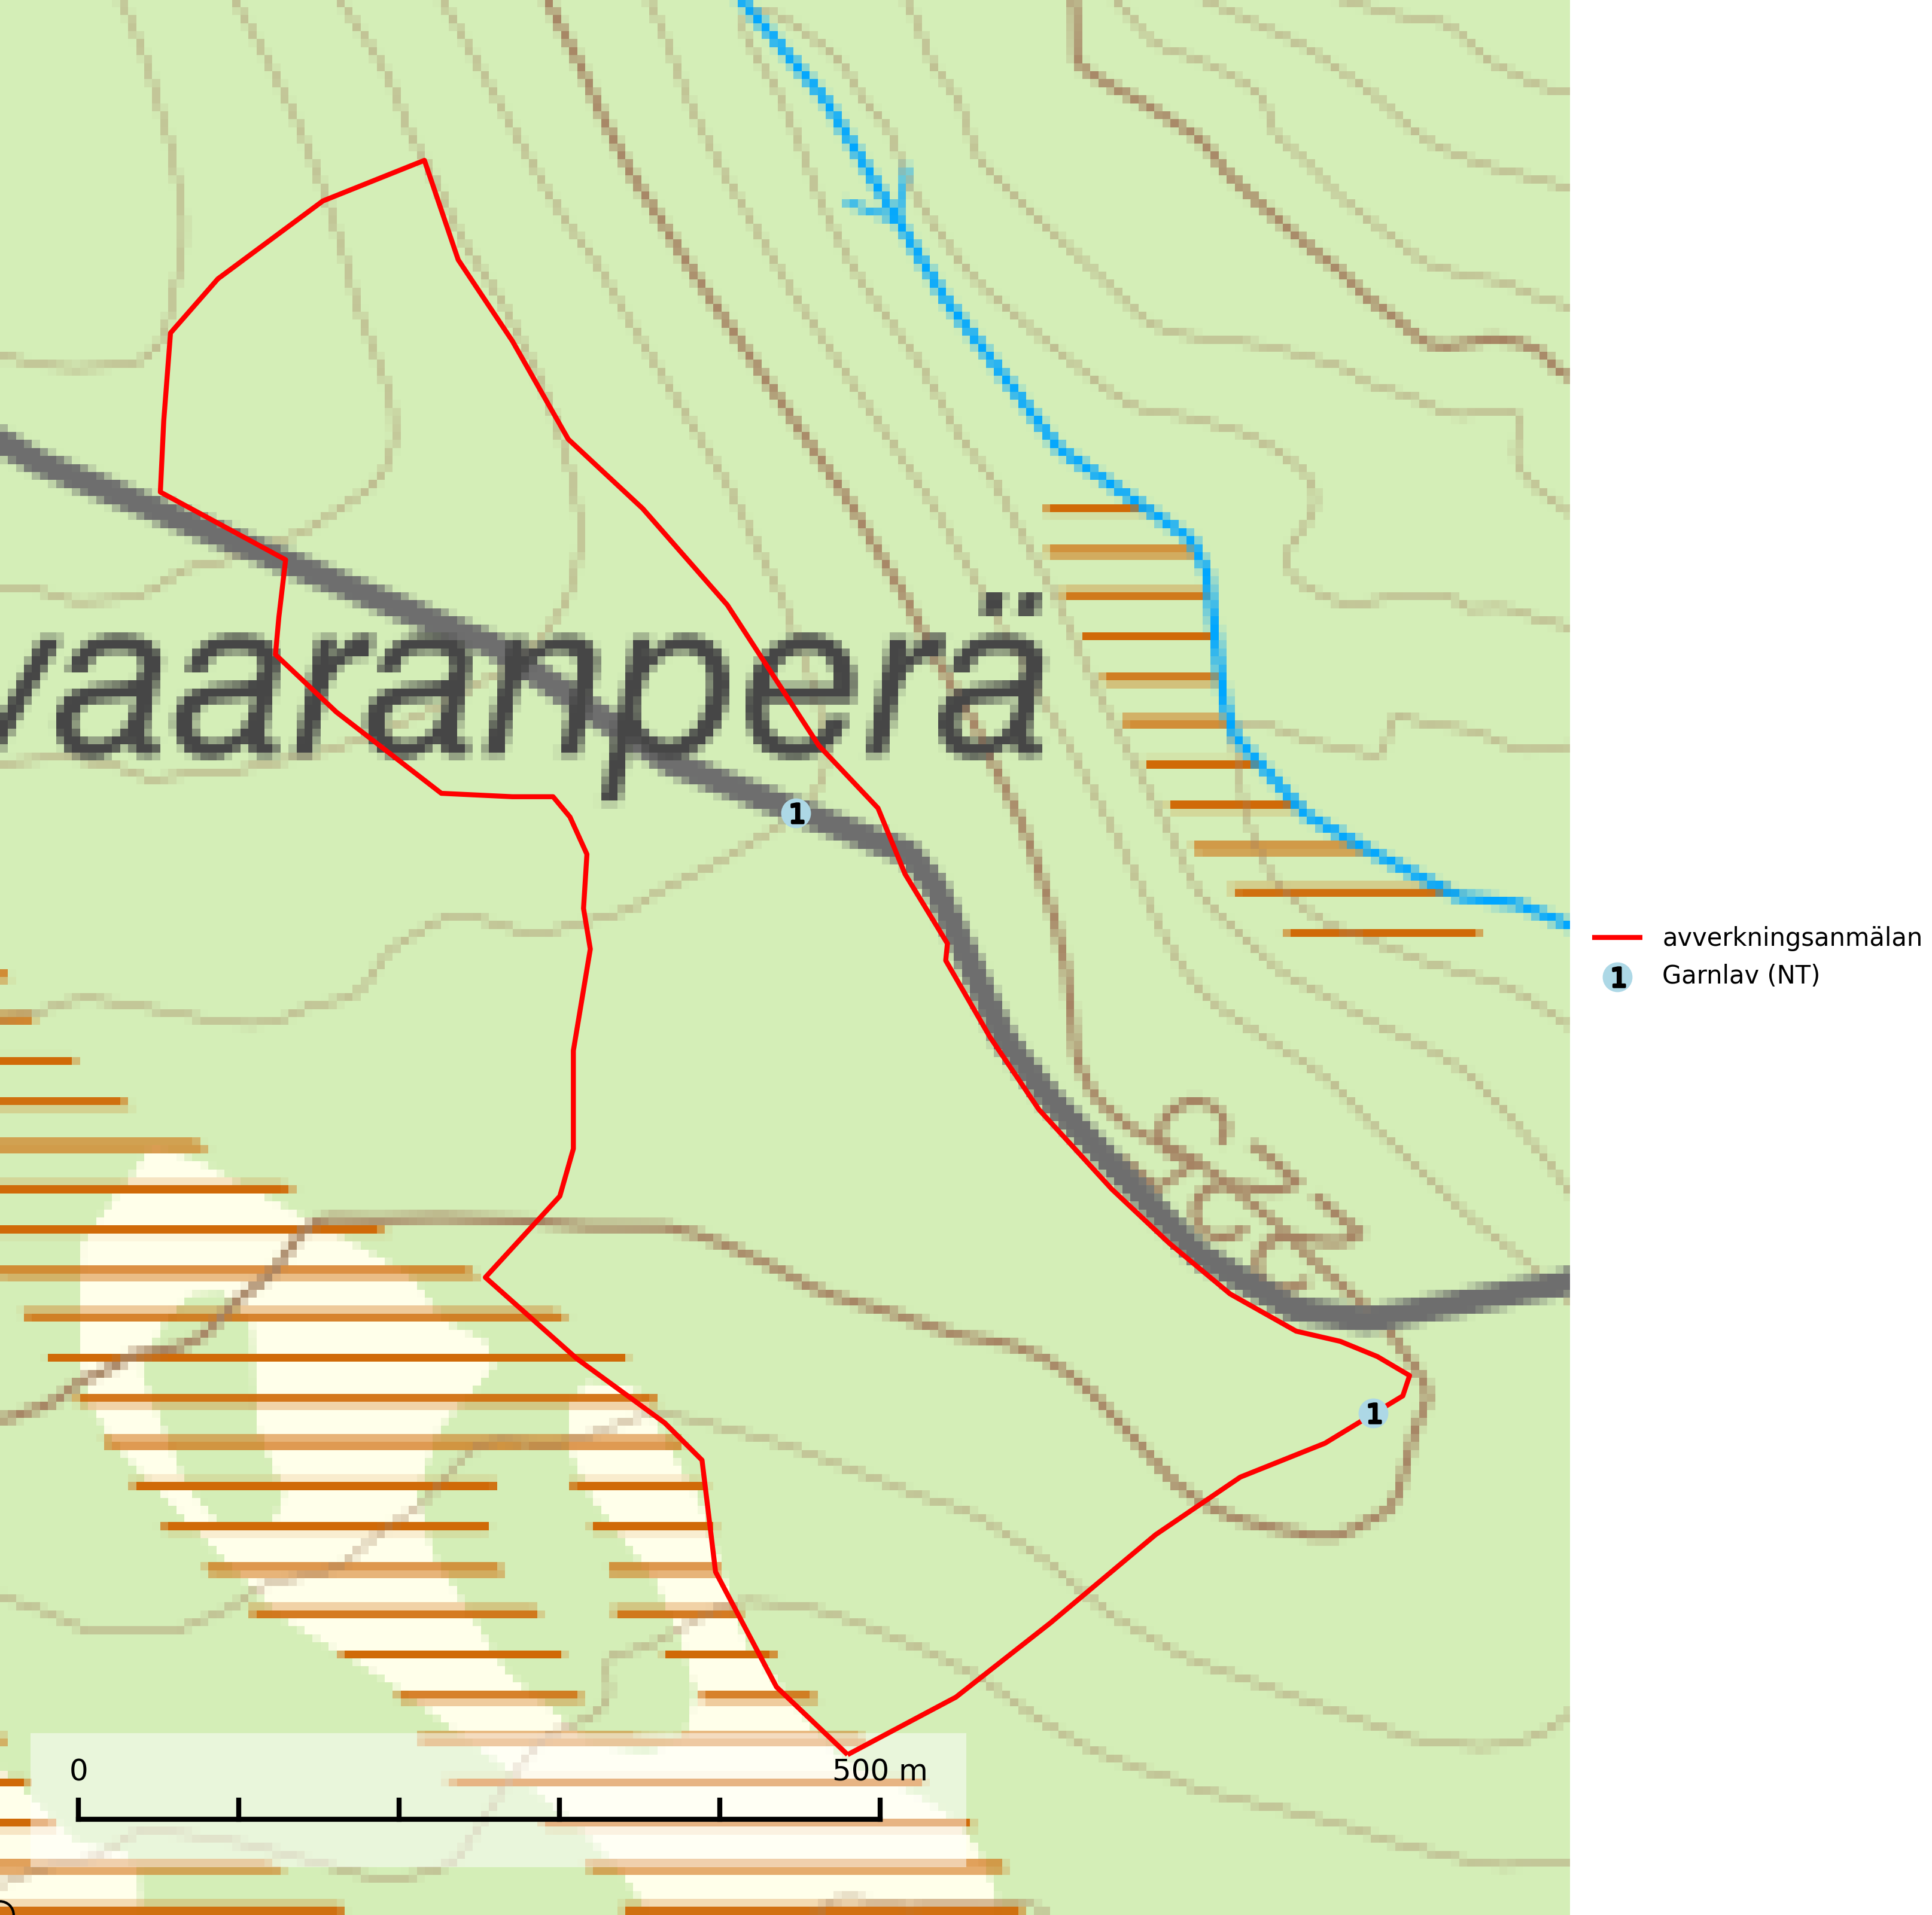 vaaranperä
1
avverkningsanmälan
1 Garnlav (NT)
1
0 500 m